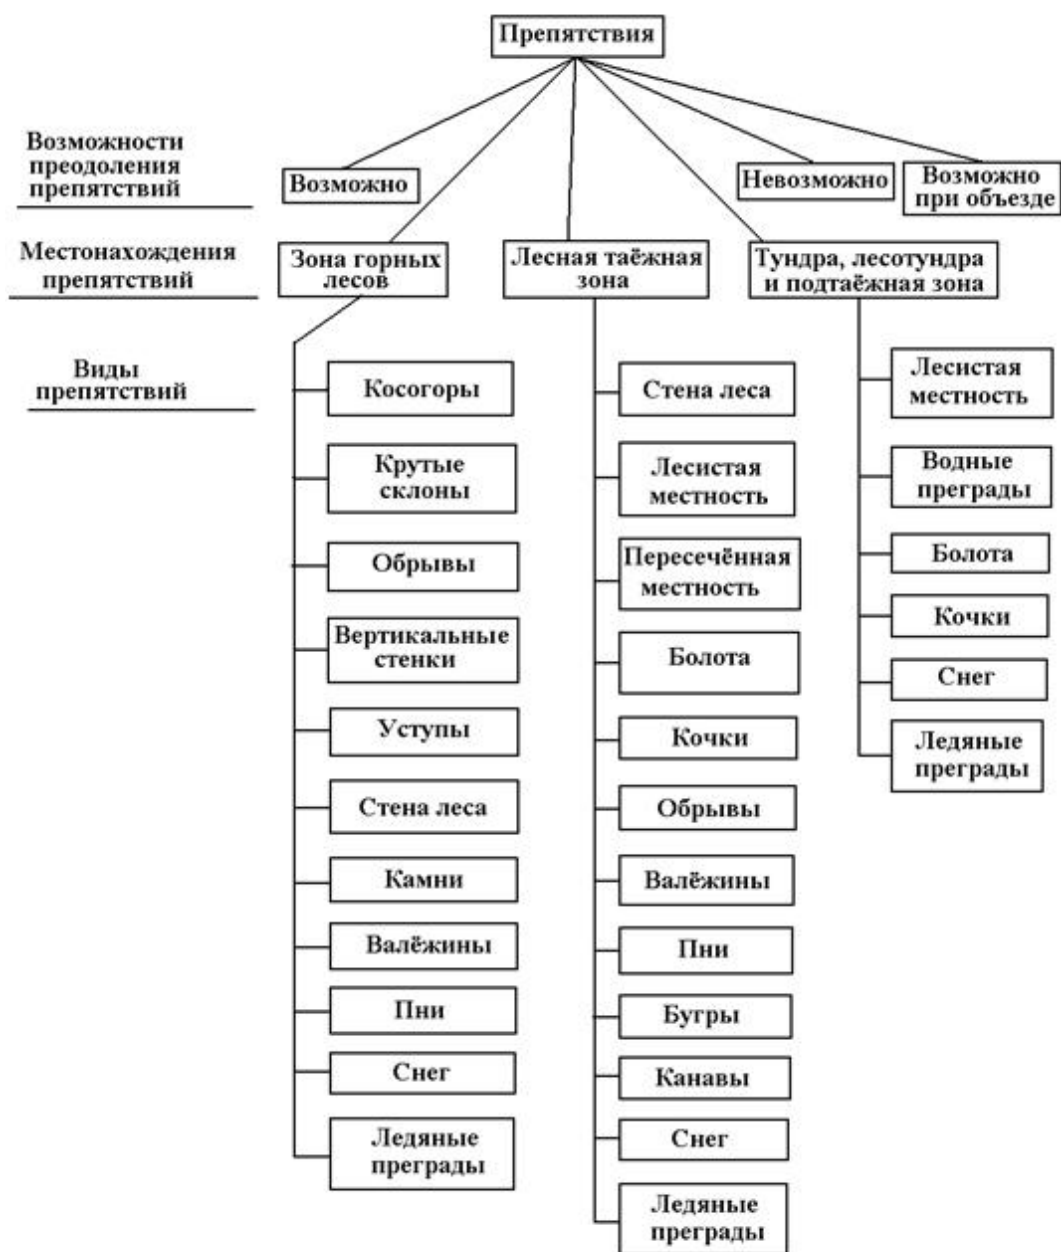 Препятствия
Возможности
преодоления
препятствий
Возможно
Невозможно
Возможно
при объезде
Местонахождения
препятствий
Зона горных
лесов
Лесная таёжная
зона
Тундра, лесотундра
и подтаёжная зона
Виды
препятствий
Косогоры
Крутые
склоны
Обрывы
Вертикальные
стенки
Уступы
Стена леса
Камни
Валёжины
Пни
Снег
Ледяные
преграды
Стена леса
Лесистая
местность
Пересечённая
местность
Болота
Кочки
Обрывы
Валёжины
Пни
Бугры
Канавы
Снег
Ледяные
преграды
Лесистая
местность
Водные
преграды
Болота
Кочки
Снег
Ледяные
преграды